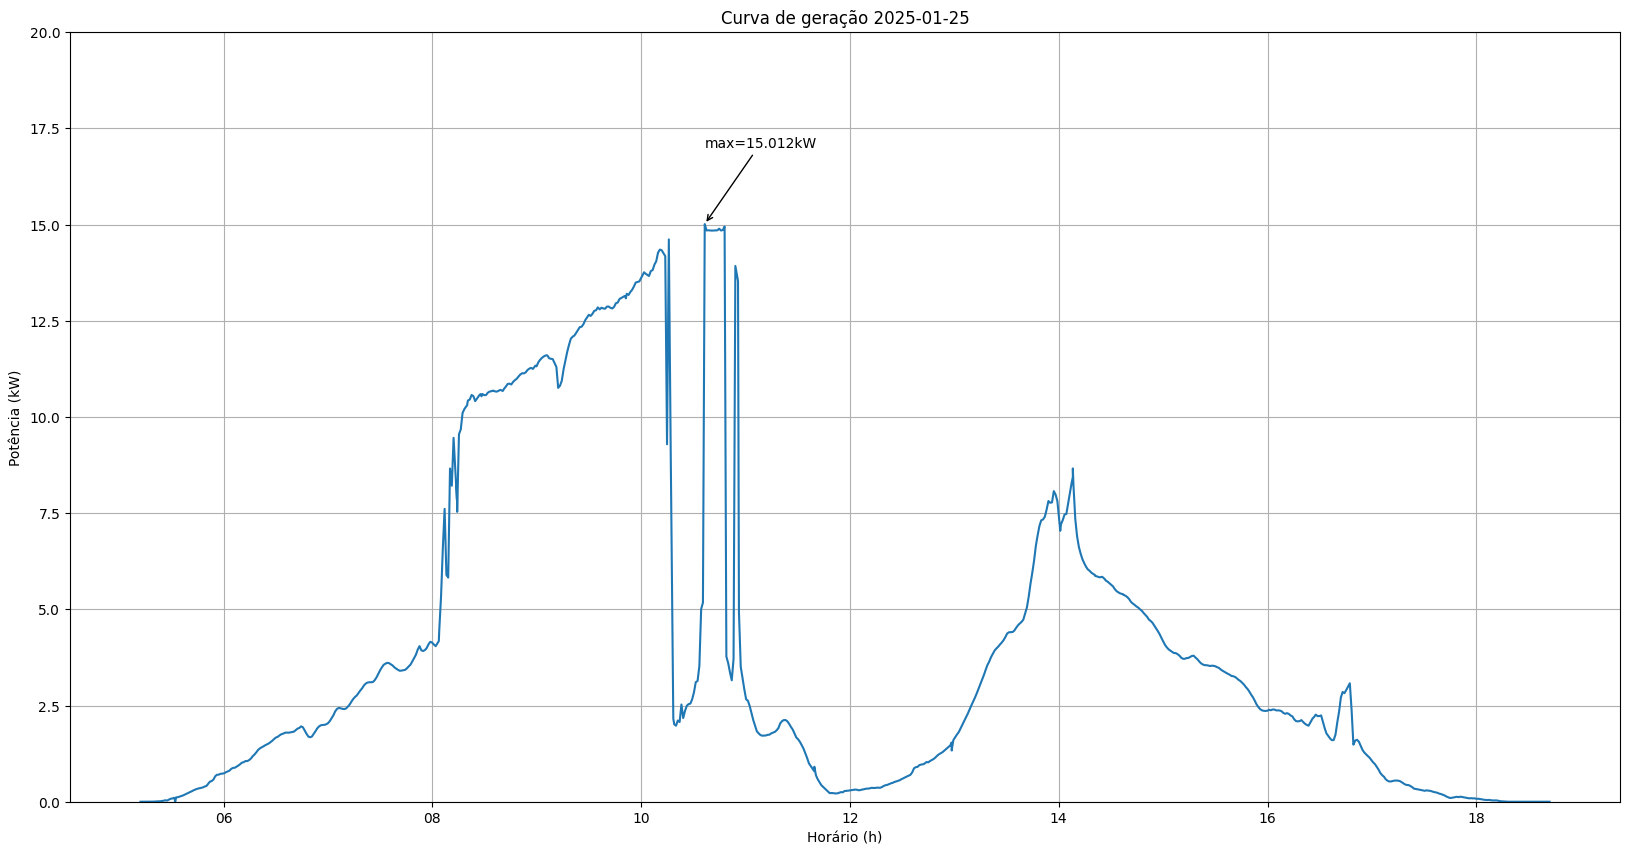 Curva de geração 2025-01-25
20.0
17.5
max=15.012kW
15.0
12.5
10.0
Potência (kW)
7.5
5.0
2.5
0.0
06 08 10 12 14 16 18
Horário (h)